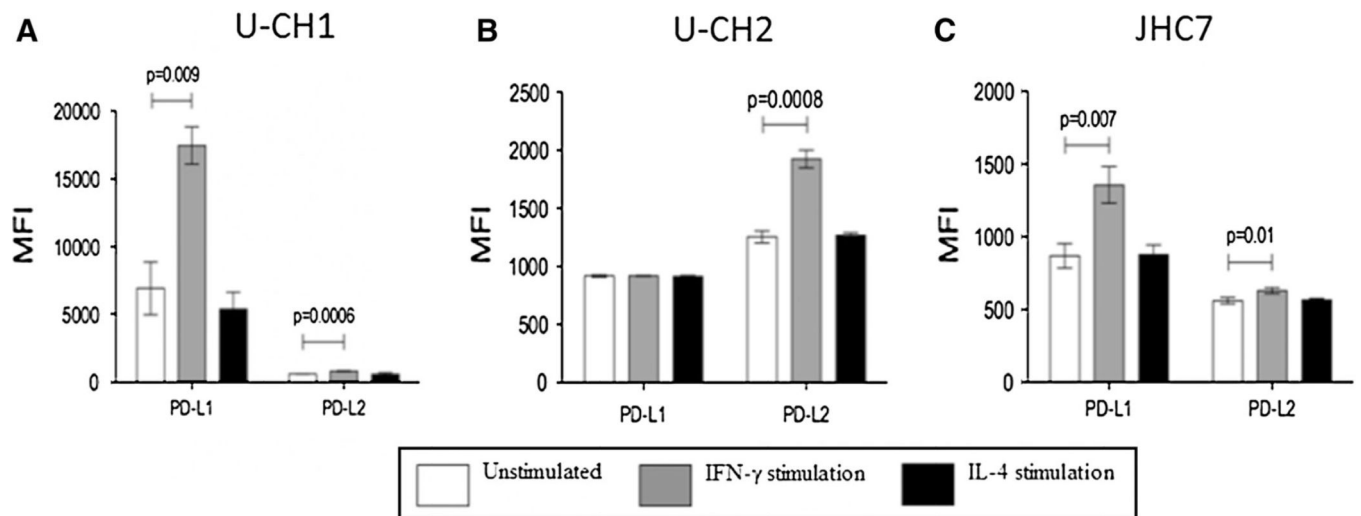 A
U-CH1
p=0.009
20000
15000
10000
5000
0
MFI
p=0.0006
PD-L1
PD-L2
B
U-CH2
2500
2000
1500
1000
500
0
MFI
p=0.0008
PD-L1
PD-L2
C
JHC7
2000
1500
1000
500
0
MFI
p=0.007
p=0.01
PD-L1
PD-L2
Unstimulated
IFN-γ stimulation
IL-4 stimulation